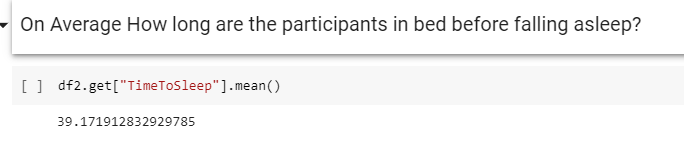 On Average How long are the participants in bed before falling asleep?
[ ] df2.get["TimeToSleep"].mean()
39.171912832929785